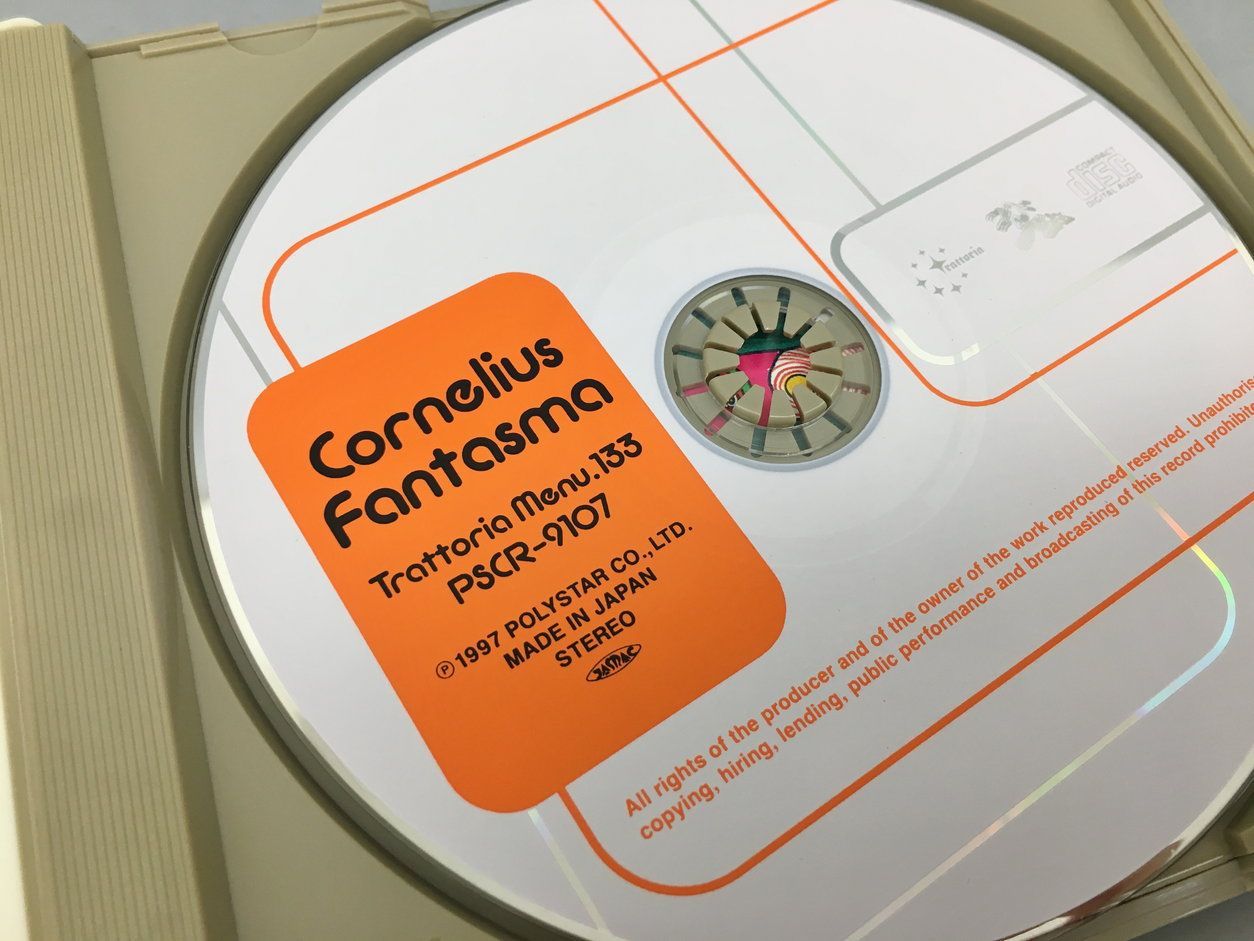 Cornelius
Fantasma
Trattoria Menu.133
PSCR-9107
℗1997 POLYSTAR CO.,LTD.
MADE IN JAPAN
STEREO
JASRAC
trattoria
COMPACT
disc
DIGITAL AUDIO
All rights of the producer and of the owner of the work reproduced reserved.
copying, hiring, lending, public performance and broadcasting of this record